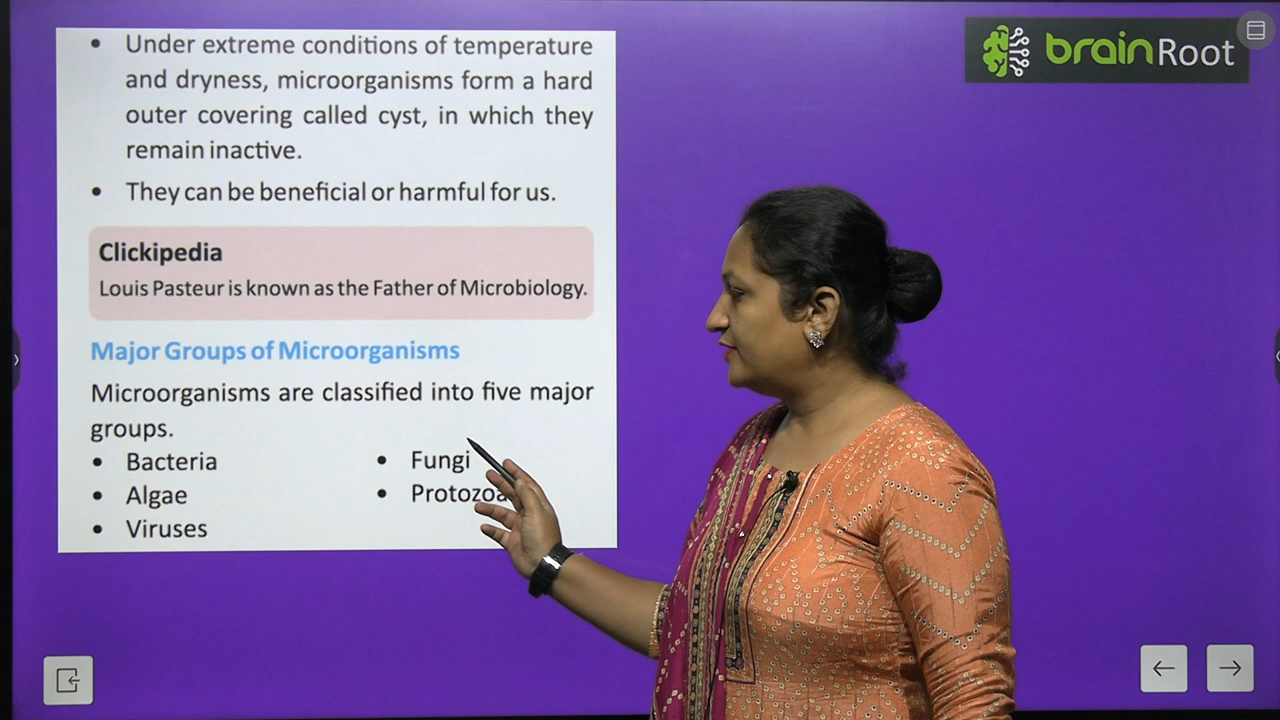 • Under extreme conditions of temperature
and dryness, microorganisms form a hard
outer covering called cyst, in which they
remain inactive.
• They can be beneficial or harmful for us.
Clickipedia
Louis Pasteur is known as the Father of Microbiology.
Major Groups of Microorganisms
Microorganisms are classified into five major
groups.
• Bacteria
• Fungi
• Algae
• Protozoa
• Viruses
brainRoot